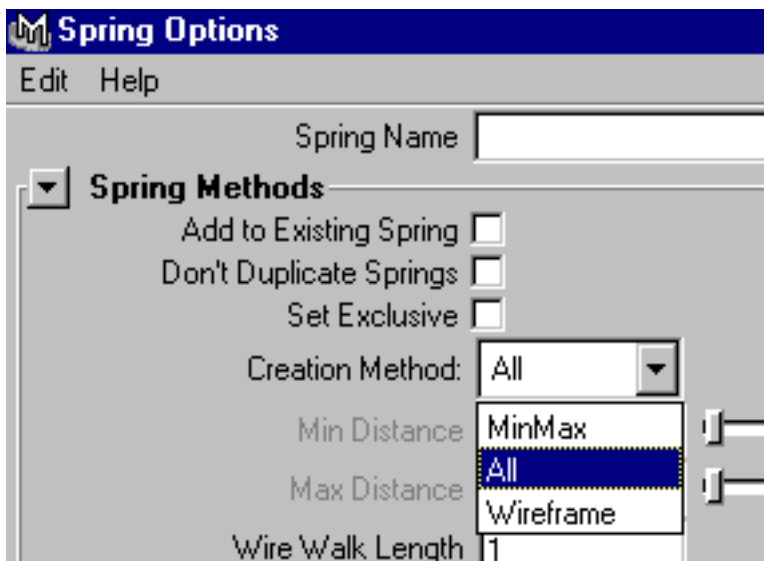 Spring Options
Edit Help
Spring Name
Spring Methods
Add to Existing Spring
Don't Duplicate Springs
Set Exclusive
Creation Method: All
Min Distance MinMax
All
Max Distance
Wireframe
Wire Walk Length 1